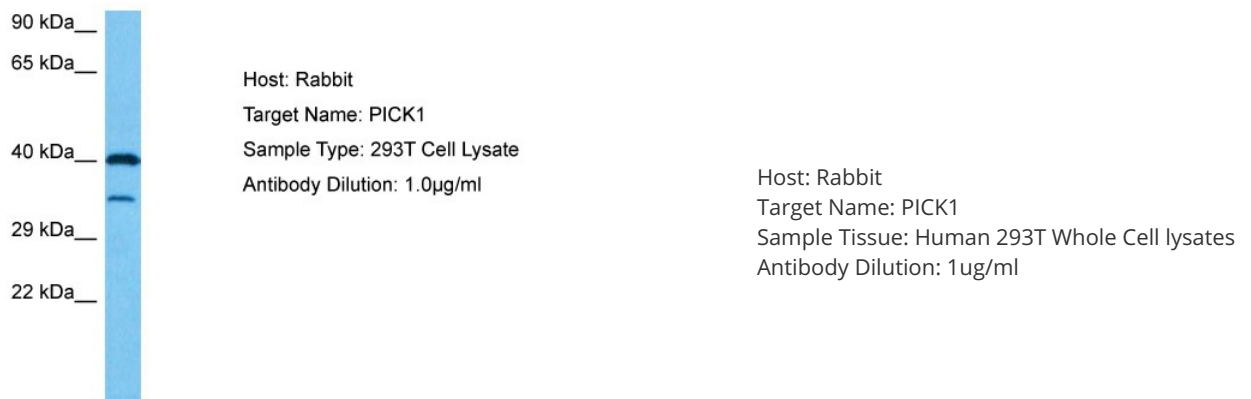 90 kDa__
65 kDa__
40 kDa__
29 kDa__
22 kDa__
Host: Rabbit
Target Name: PICK1
Sample Type: 293T Cell Lysate
Antibody Dilution: 1.0µg/ml
Host: Rabbit
Target Name: PICK1
Sample Tissue: Human 293T Whole Cell lysates
Antibody Dilution: 1ug/ml